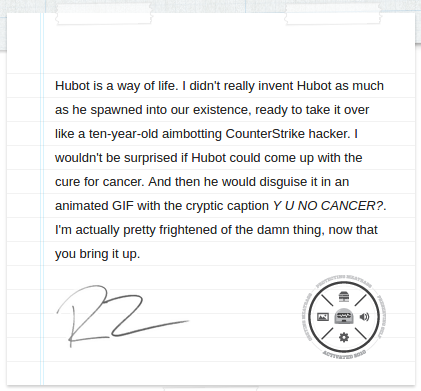 Hubot is a way of life. I didn't really invent Hubot as much
as he spawned into our existence, ready to take it over
like a ten-year-old aimbotting CounterStrike hacker. I
wouldn't be surprised if Hubot could come up with the
cure for cancer. And then he would disguise it in an
animated GIF with the cryptic caption Y U NO CANCER?.
I'm actually pretty frightened of the damn thing, now that
you bring it up.